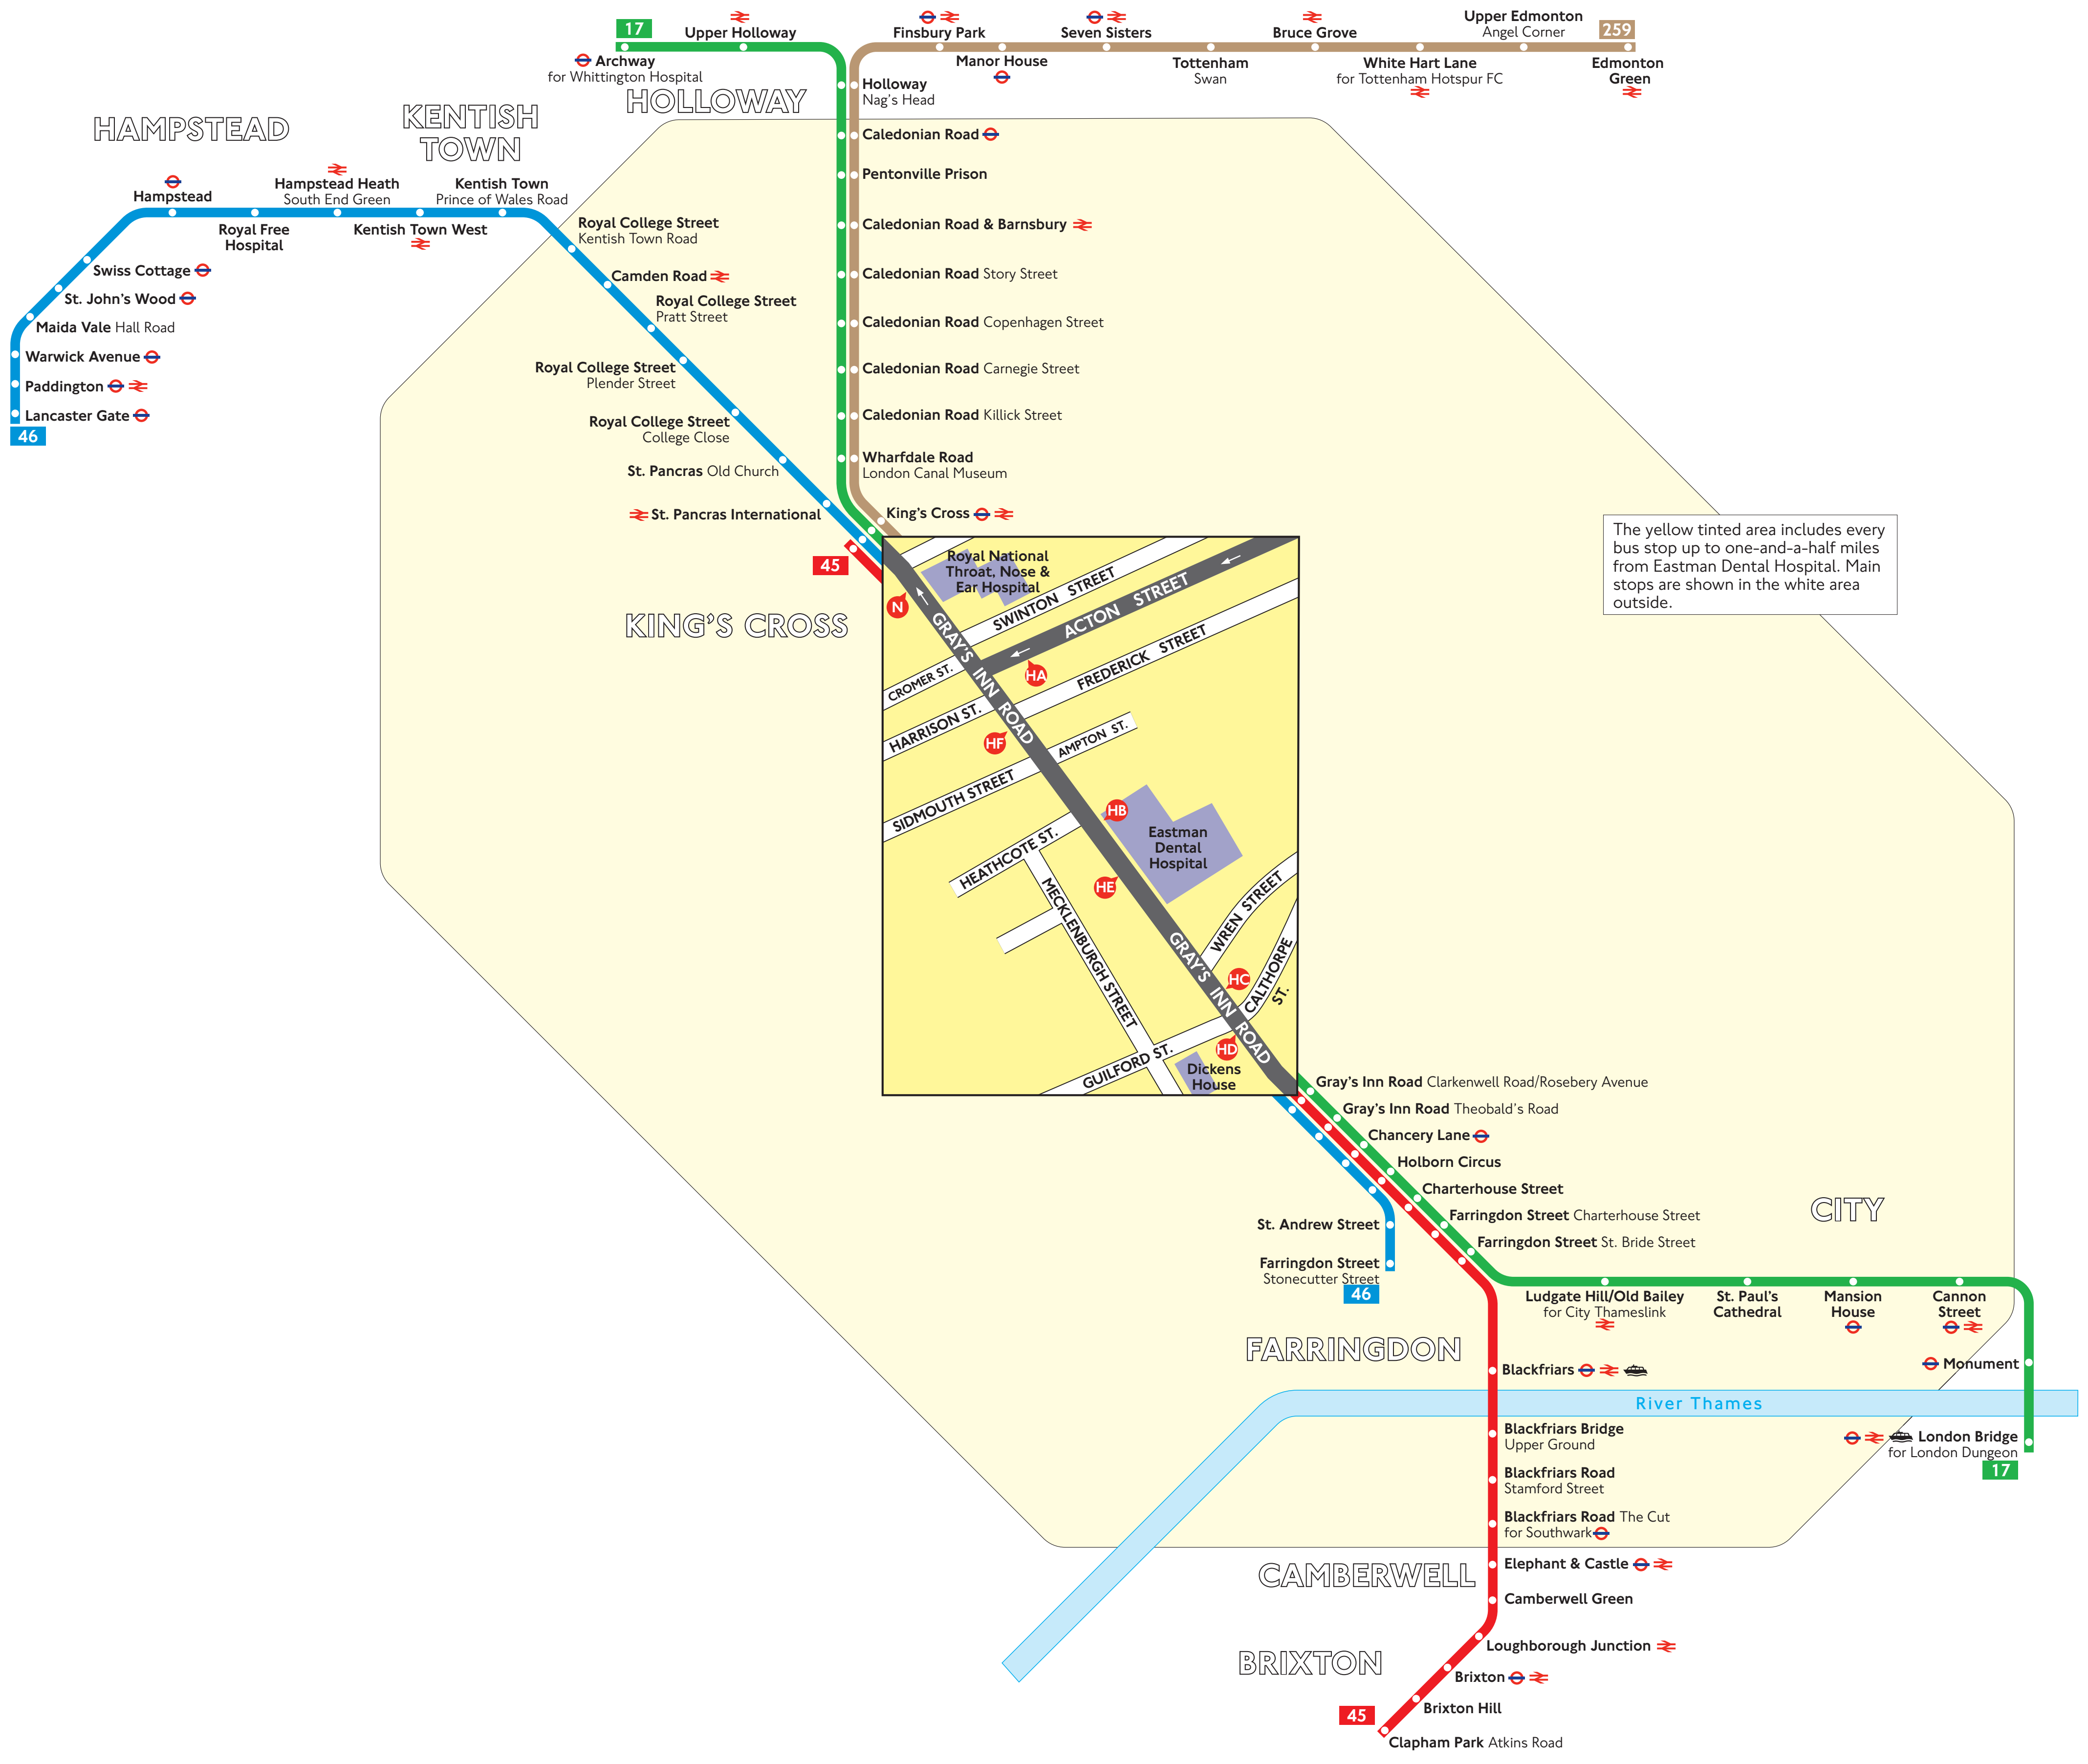 17
Upper Holloway
Archway
for Whittington Hospital
Finsbury Park
Seven Sisters
Bruce Grove
Upper Edmonton
Angel Corner
259
Manor House
Tottenham
Swan
White Hart Lane
for Tottenham Hotspur FC
Edmonton
Green
HOLLOWAY
Holloway
Nag's Head
HAMPSTEAD
KENTISH
TOWN
Caledonian Road
Pentonville Prison
Caledonian Road & Barnsbury
Caledonian Road Story Street
Caledonian Road Copenhagen Street
Caledonian Road Carnegie Street
Caledonian Road Killick Street
Wharfdale Road
London Canal Museum
King's Cross
Hampstead
Hampstead Heath
South End Green
Kentish Town
Prince of Wales Road
Royal Free
Hospital
Kentish Town West
Swiss Cottage
St. John's Wood
Maida Vale Hall Road
Warwick Avenue
Paddington
Lancaster Gate
46
Royal College Street
Kentish Town Road
Camden Road
Royal College Street
Pratt Street
Royal College Street
Plender Street
Royal College Street
College Close
St. Pancras Old Church
St. Pancras International
45
KING'S CROSS
The yellow tinted area includes every
bus stop up to one-and-a-half miles
from Eastman Dental Hospital. Main
stops are shown in the white area
outside.
Royal National
Throat, Nose &
Ear Hospital
N
SWINTON STREET
ACTON STREET
GRAY'S INN ROAD
CROMER ST.
HA
FREDERICK STREET
HARRISON ST.
HF
AMPTON ST.
SIDMOUTH STREET
HB
Eastman
Dental
Hospital
HEATHCOTE ST.
HE
MECKLENBURGH STREET
WREN STREET
GRAY'S INN ROAD
HC
CALTHORPE
ST.
HD
GUILFORD ST.
Dickens
House
Gray's Inn Road Clarkenwell Road/Rosebery Avenue
Gray's Inn Road Theobald's Road
Chancery Lane
Holborn Circus
Charterhouse Street
Farringdon Street Charterhouse Street
Farringdon Street St. Bride Street
St. Andrew Street
Farringdon Street
Stonecutter Street
46
CITY
Ludgate Hill/Old Bailey
for City Thameslink
St. Paul's
Cathedral
Mansion
House
Cannon
Street
Monument
FARRINGDON
Blackfriars
River Thames
London Bridge
for London Dungeon
17
Blackfriars Bridge
Upper Ground
Blackfriars Road
Stamford Street
Blackfriars Road The Cut
for Southwark
CAMBERWELL
Elephant & Castle
Camberwell Green
Loughborough Junction
BRIXTON
Brixton
Brixton Hill
45
Clapham Park Atkins Road